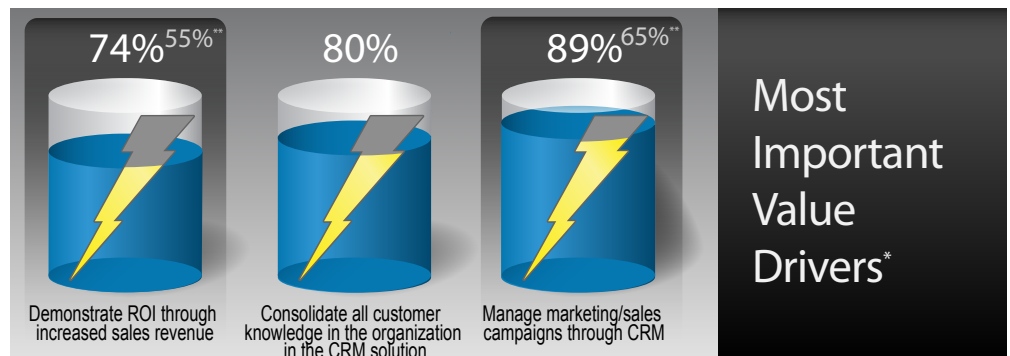 74%55%**
80%
89%65%**
Demonstrate ROI through
increased sales revenue
Consolidate all customer
knowledge in the organization
in the CRM solution
Manage marketing/sales
campaigns through CRM
Most
Important
Value
Drivers*